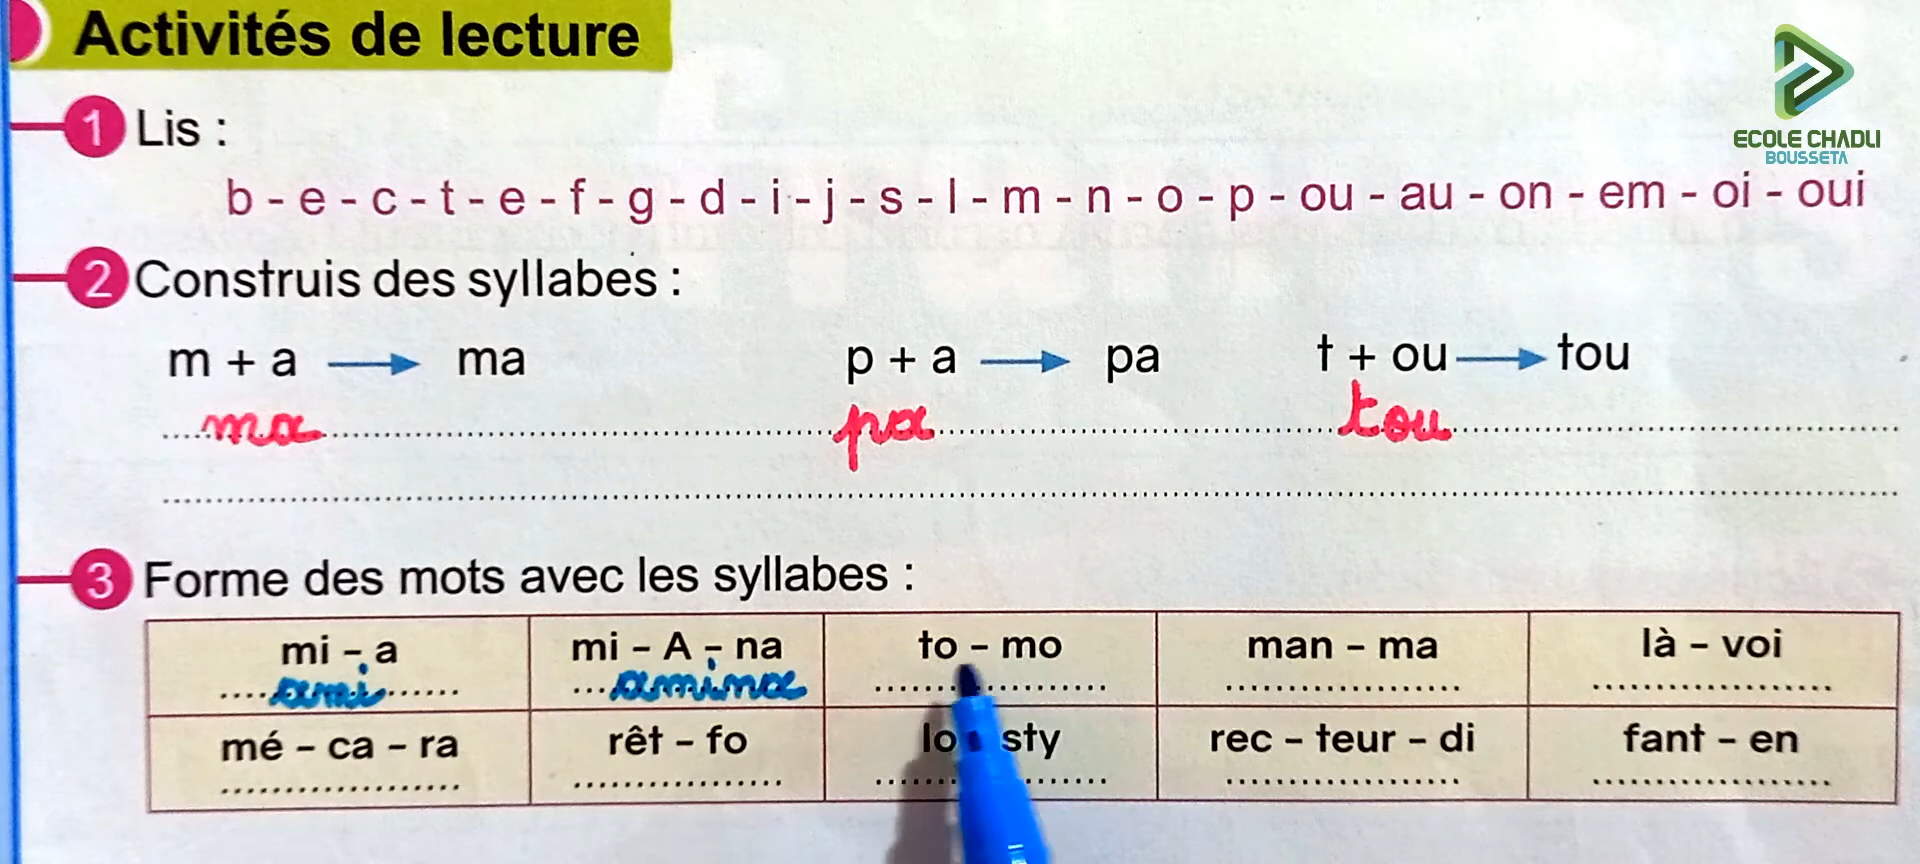 Activités de lecture
ECOLE CHADLI
BOUSSETA
1 Lis :
b - e - c - t - e - f - g - d - i - j - s - l - m - n - o - p - ou - au - on - em - oi - oui
2 Construis des syllabes :
m + a → ma p + a → pa t + ou → tou
ma pa tou
3 Forme des mots avec les syllabes :
mi - a mi - A - na to - mo man - ma là - voi
ami amina
mé - ca - ra rêt - fo lo sty rec - teur - di fant - en